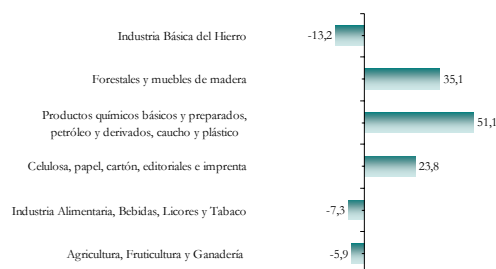 Industria Básica del Hierro
-13,2
Forestales y muebles de madera
35,1
Productos químicos básicos y preparados,
petróleo y derivados, caucho y plástico
51,1
Celulosa, papel, cartón, editoriales e imprenta
23,8
Industria Alimentaria, Bebidas, Licores y Tabaco
-7,3
Agricultura, Fruticultura y Ganadería
-5,9